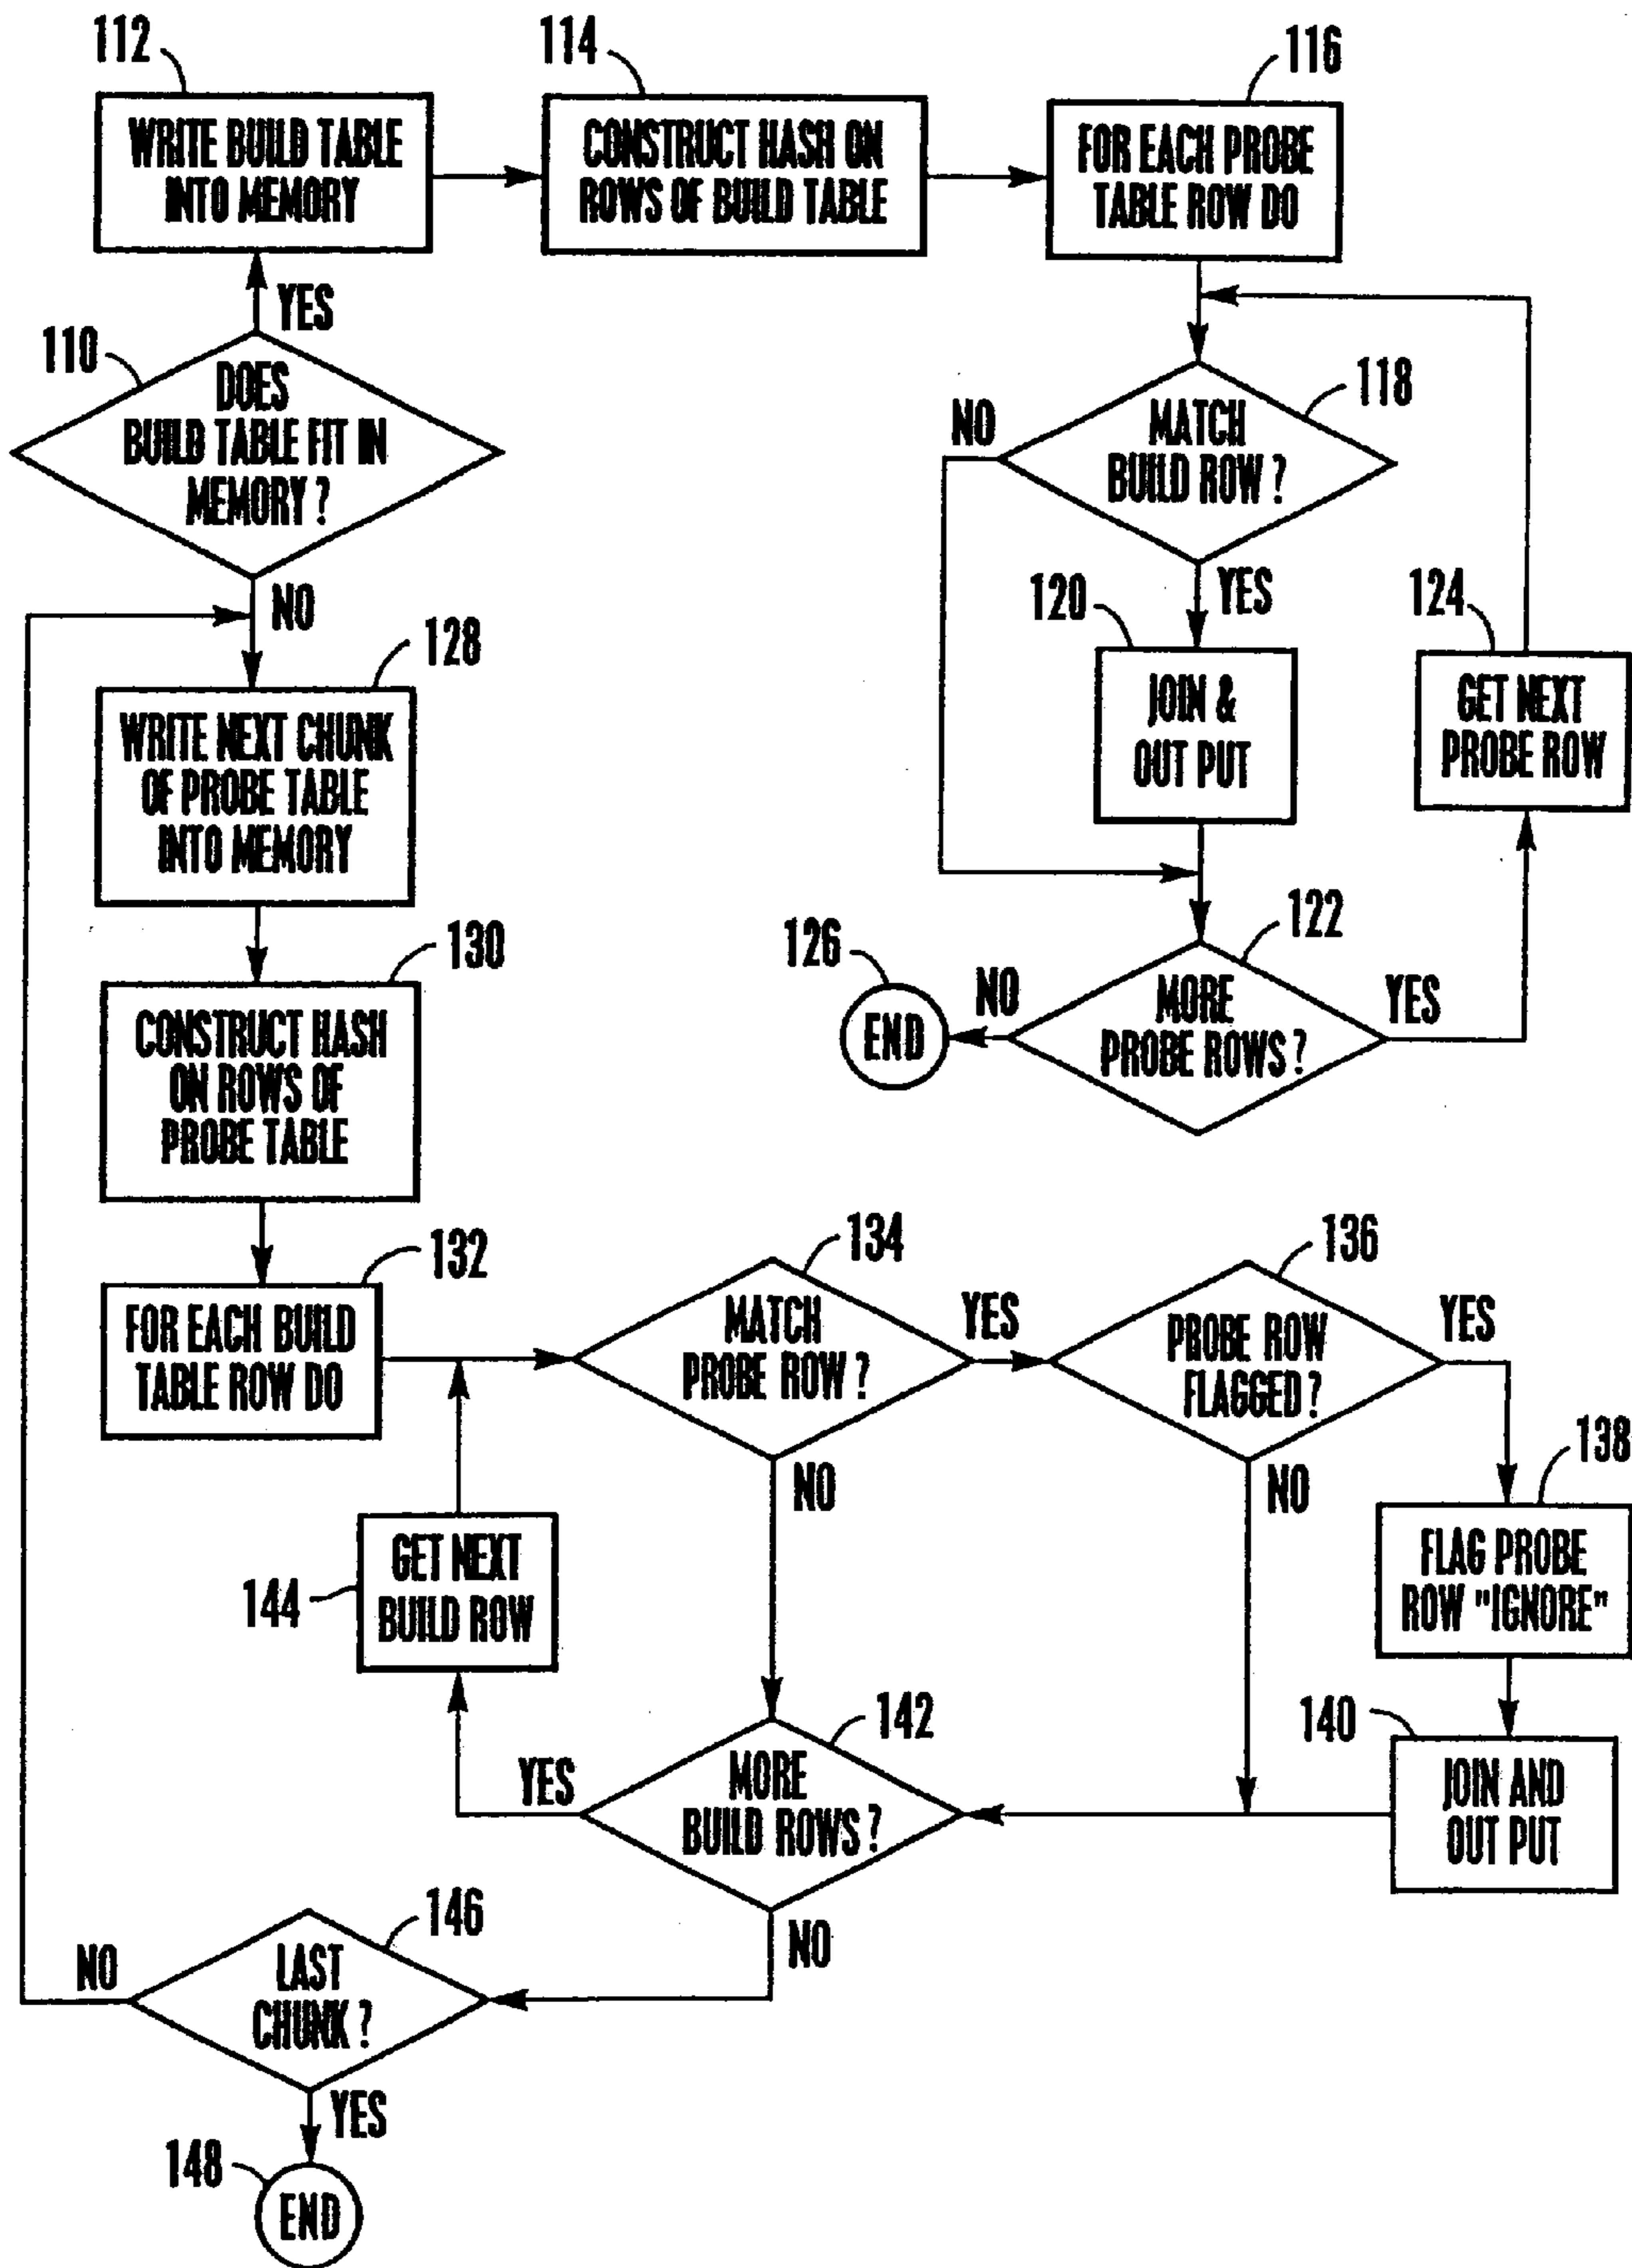 112
WRITE BUILD TABLE
INTO MEMORY
114
CONSTRUCT HASH ON
ROWS OF BUILD TABLE
116
FOR EACH PROBE
TABLE ROW DO
YES
110
DOES
BUILD TABLE FIT IN
MEMORY?
NO
118
MATCH
BUILD ROW?
NO
YES
120
JOIN &
OUT PUT
124
GET NEXT
PROBE ROW
122
MORE
PROBE ROWS?
YES
NO
126
END
128
WRITE NEXT CHUNK
OF PROBE TABLE
INTO MEMORY
130
CONSTRUCT HASH
ON ROWS OF
PROBE TABLE
132
FOR EACH BUILD
TABLE ROW DO
134
MATCH
PROBE ROW?
YES
NO
136
PROBE ROW
FLAGGED?
YES
NO
138
FLAG PROBE
ROW "IGNORE"
140
JOIN AND
OUT PUT
144
GET NEXT
BUILD ROW
142
MORE
BUILD ROWS?
YES
NO
146
LAST
CHUNK?
NO
YES
148
END